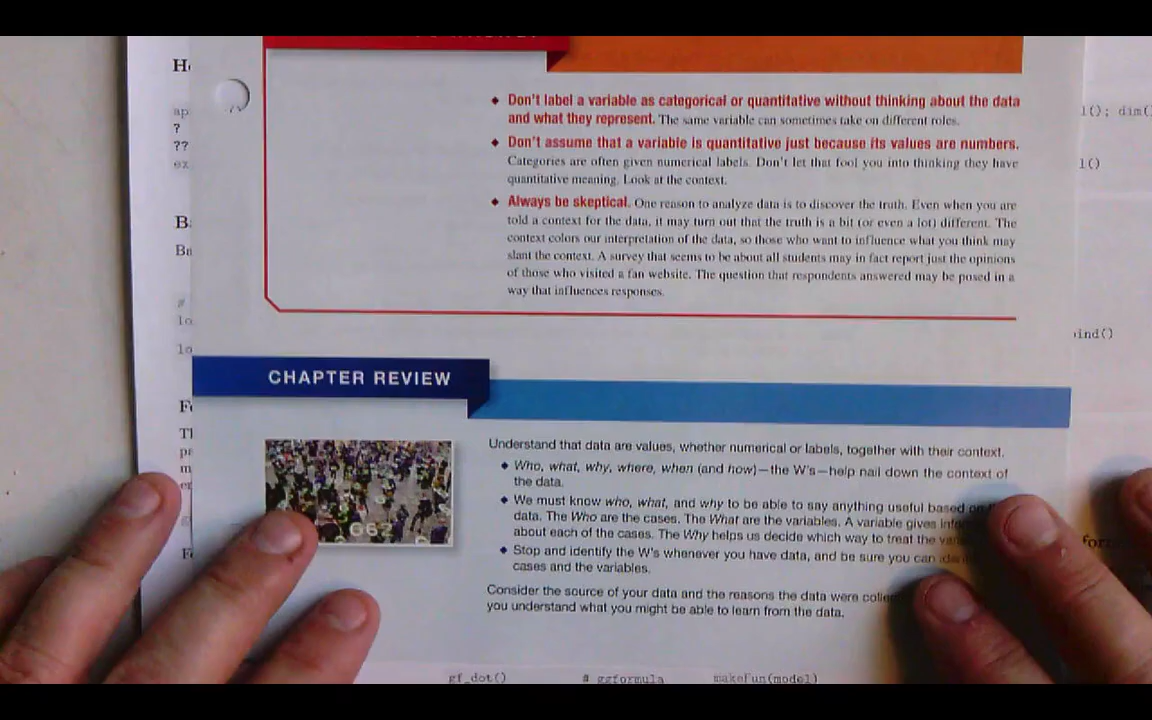 ◆ Don't label a variable as categorical or quantitative without thinking about the data
and what they represent. The same variable can sometimes take on different roles.
◆ Don't assume that a variable is quantitative just because its values are numbers.
Categories are often given numerical labels. Don't let that fool you into thinking they have
quantitative meaning. Look at the context.
◆ Always be skeptical. One reason to analyze data is to discover the truth. Even when you are
told a context for the data, it may turn out that the truth is a bit (or even a lot) different. The
context colors our interpretation of the data, so those who want to influence what you think may
slant the context. A survey that seems to be about all students may in fact report just the opinions
of those who visited a fan website. The question that respondents answered may be posed in a
way that influences responses.
CHAPTER REVIEW
Understand that data are values, whether numerical or labels, together with their context.
◆ Who, what, why, where, when (and how)—the W's—help nail down the context of
the data.
◆ We must know who, what, and why to be able to say anything useful based on
data. The Who are the cases. The What are the variables. A variable gives
about each of the cases. The Why helps us decide which way to treat the
◆ Stop and identify the W's whenever you have data, and be sure you can
cases and the variables.
Consider the source of your data and the reasons the data were
you understand what you might be able to learn from the data.
G62
?
??
l(); dim()
l()
ind()
gf_dot() # ggformula makeFun(model)